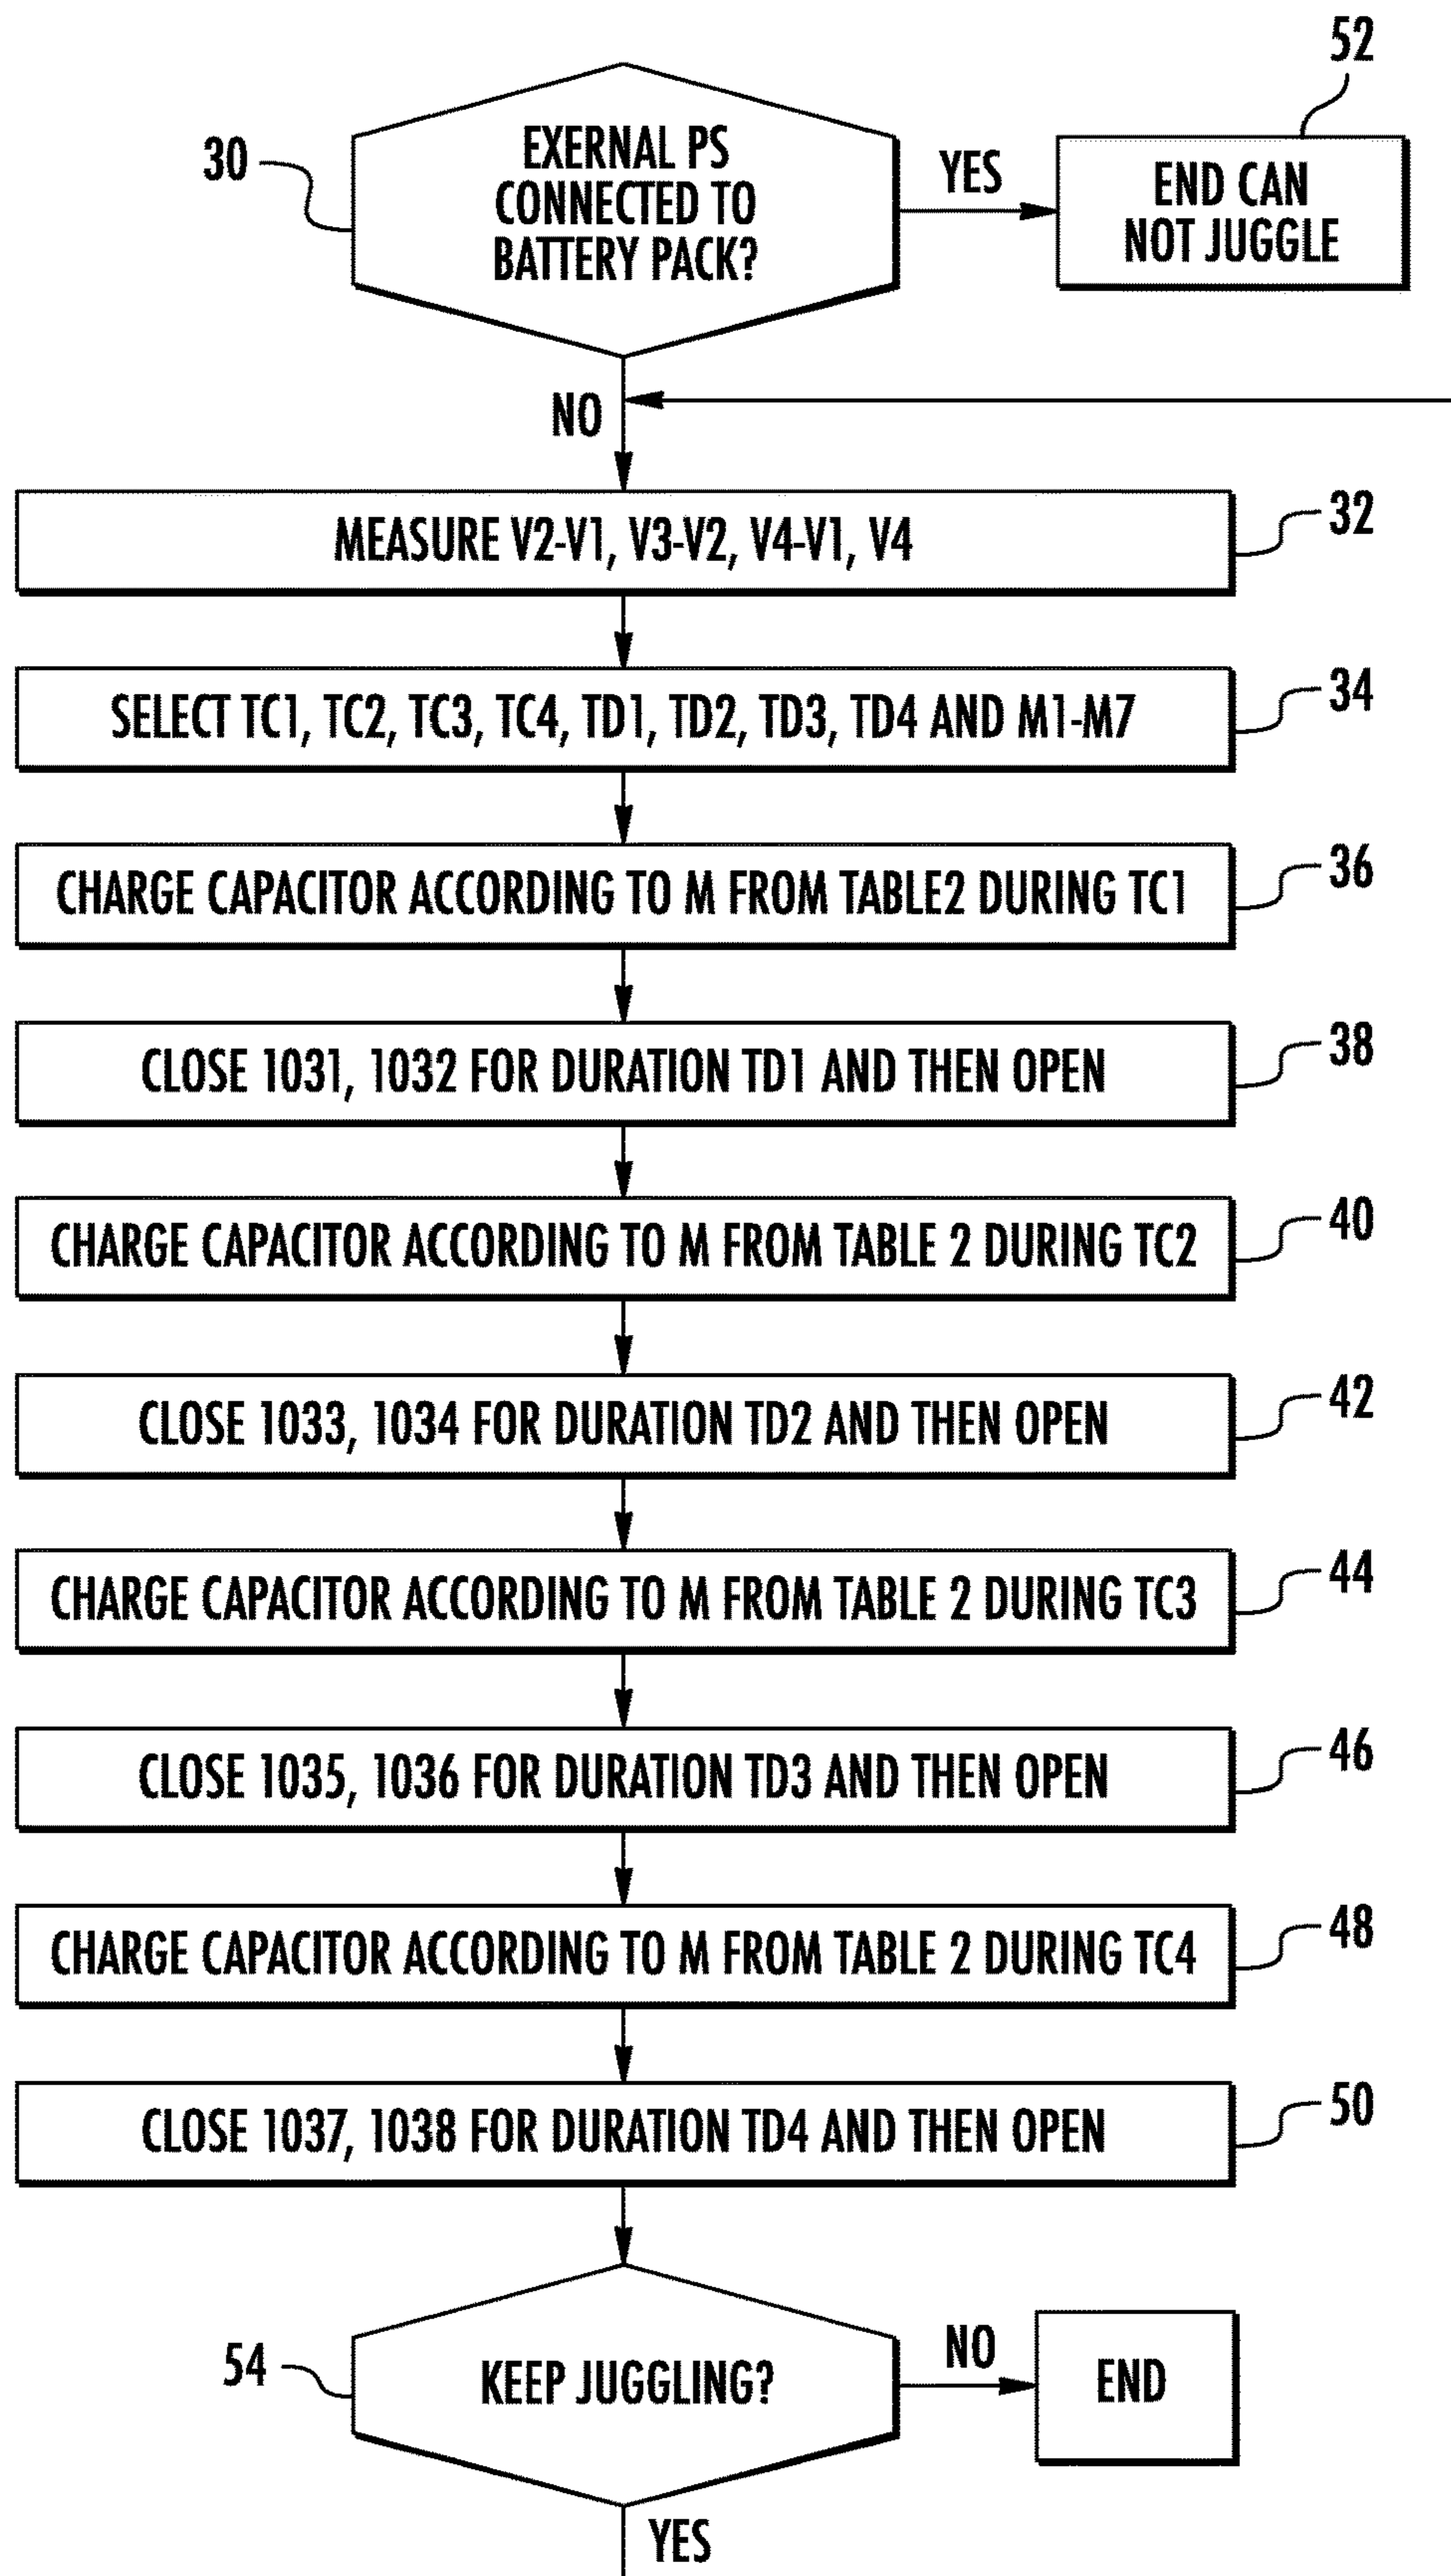 52
30
EXERNAL PS
CONNECTED TO
BATTERY PACK?
YES
END CAN
NOT JUGGLE
NO
MEASURE V2-V1, V3-V2, V4-V1, V4
32
SELECT TC1, TC2, TC3, TC4, TD1, TD2, TD3, TD4 AND M1-M7
34
CHARGE CAPACITOR ACCORDING TO M FROM TABLE2 DURING TC1
36
CLOSE 1031, 1032 FOR DURATION TD1 AND THEN OPEN
38
CHARGE CAPACITOR ACCORDING TO M FROM TABLE 2 DURING TC2
40
CLOSE 1033, 1034 FOR DURATION TD2 AND THEN OPEN
42
CHARGE CAPACITOR ACCORDING TO M FROM TABLE 2 DURING TC3
44
CLOSE 1035, 1036 FOR DURATION TD3 AND THEN OPEN
46
CHARGE CAPACITOR ACCORDING TO M FROM TABLE 2 DURING TC4
48
CLOSE 1037, 1038 FOR DURATION TD4 AND THEN OPEN
50
54
KEEP JUGGLING?
NO
END
YES